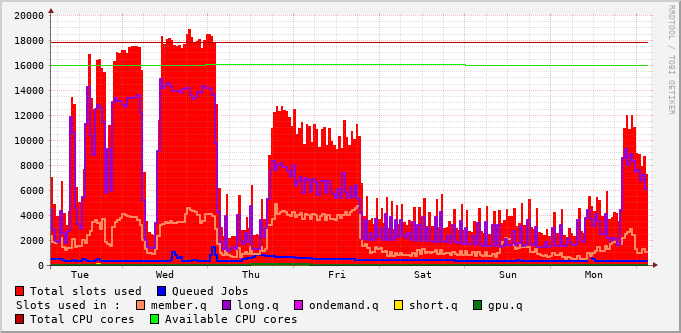 20000
18000
16000
14000
12000
10000
8000
6000
4000
2000
0
Tue Wed Thu Fri Sat Sun Mon
RRDTOOL / TOBI OETIKER
Total slots used Queued Jobs
Slots used in : member.q long.q ondemand.q short.q gpu.q
Total CPU cores Available CPU cores